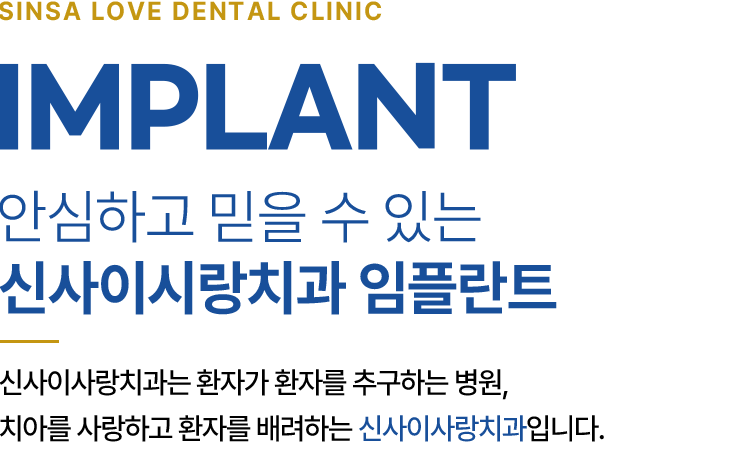 SINSA LOVE DENTAL CLINIC
IMPLANT
안심하고 믿을 수 있는
신사이시랑치과 임플란트
신사이사랑치과는 환자가 환자를 추구하는 병원,
치아를 사랑하고 환자를 배려하는 신사이사랑치과입니다.